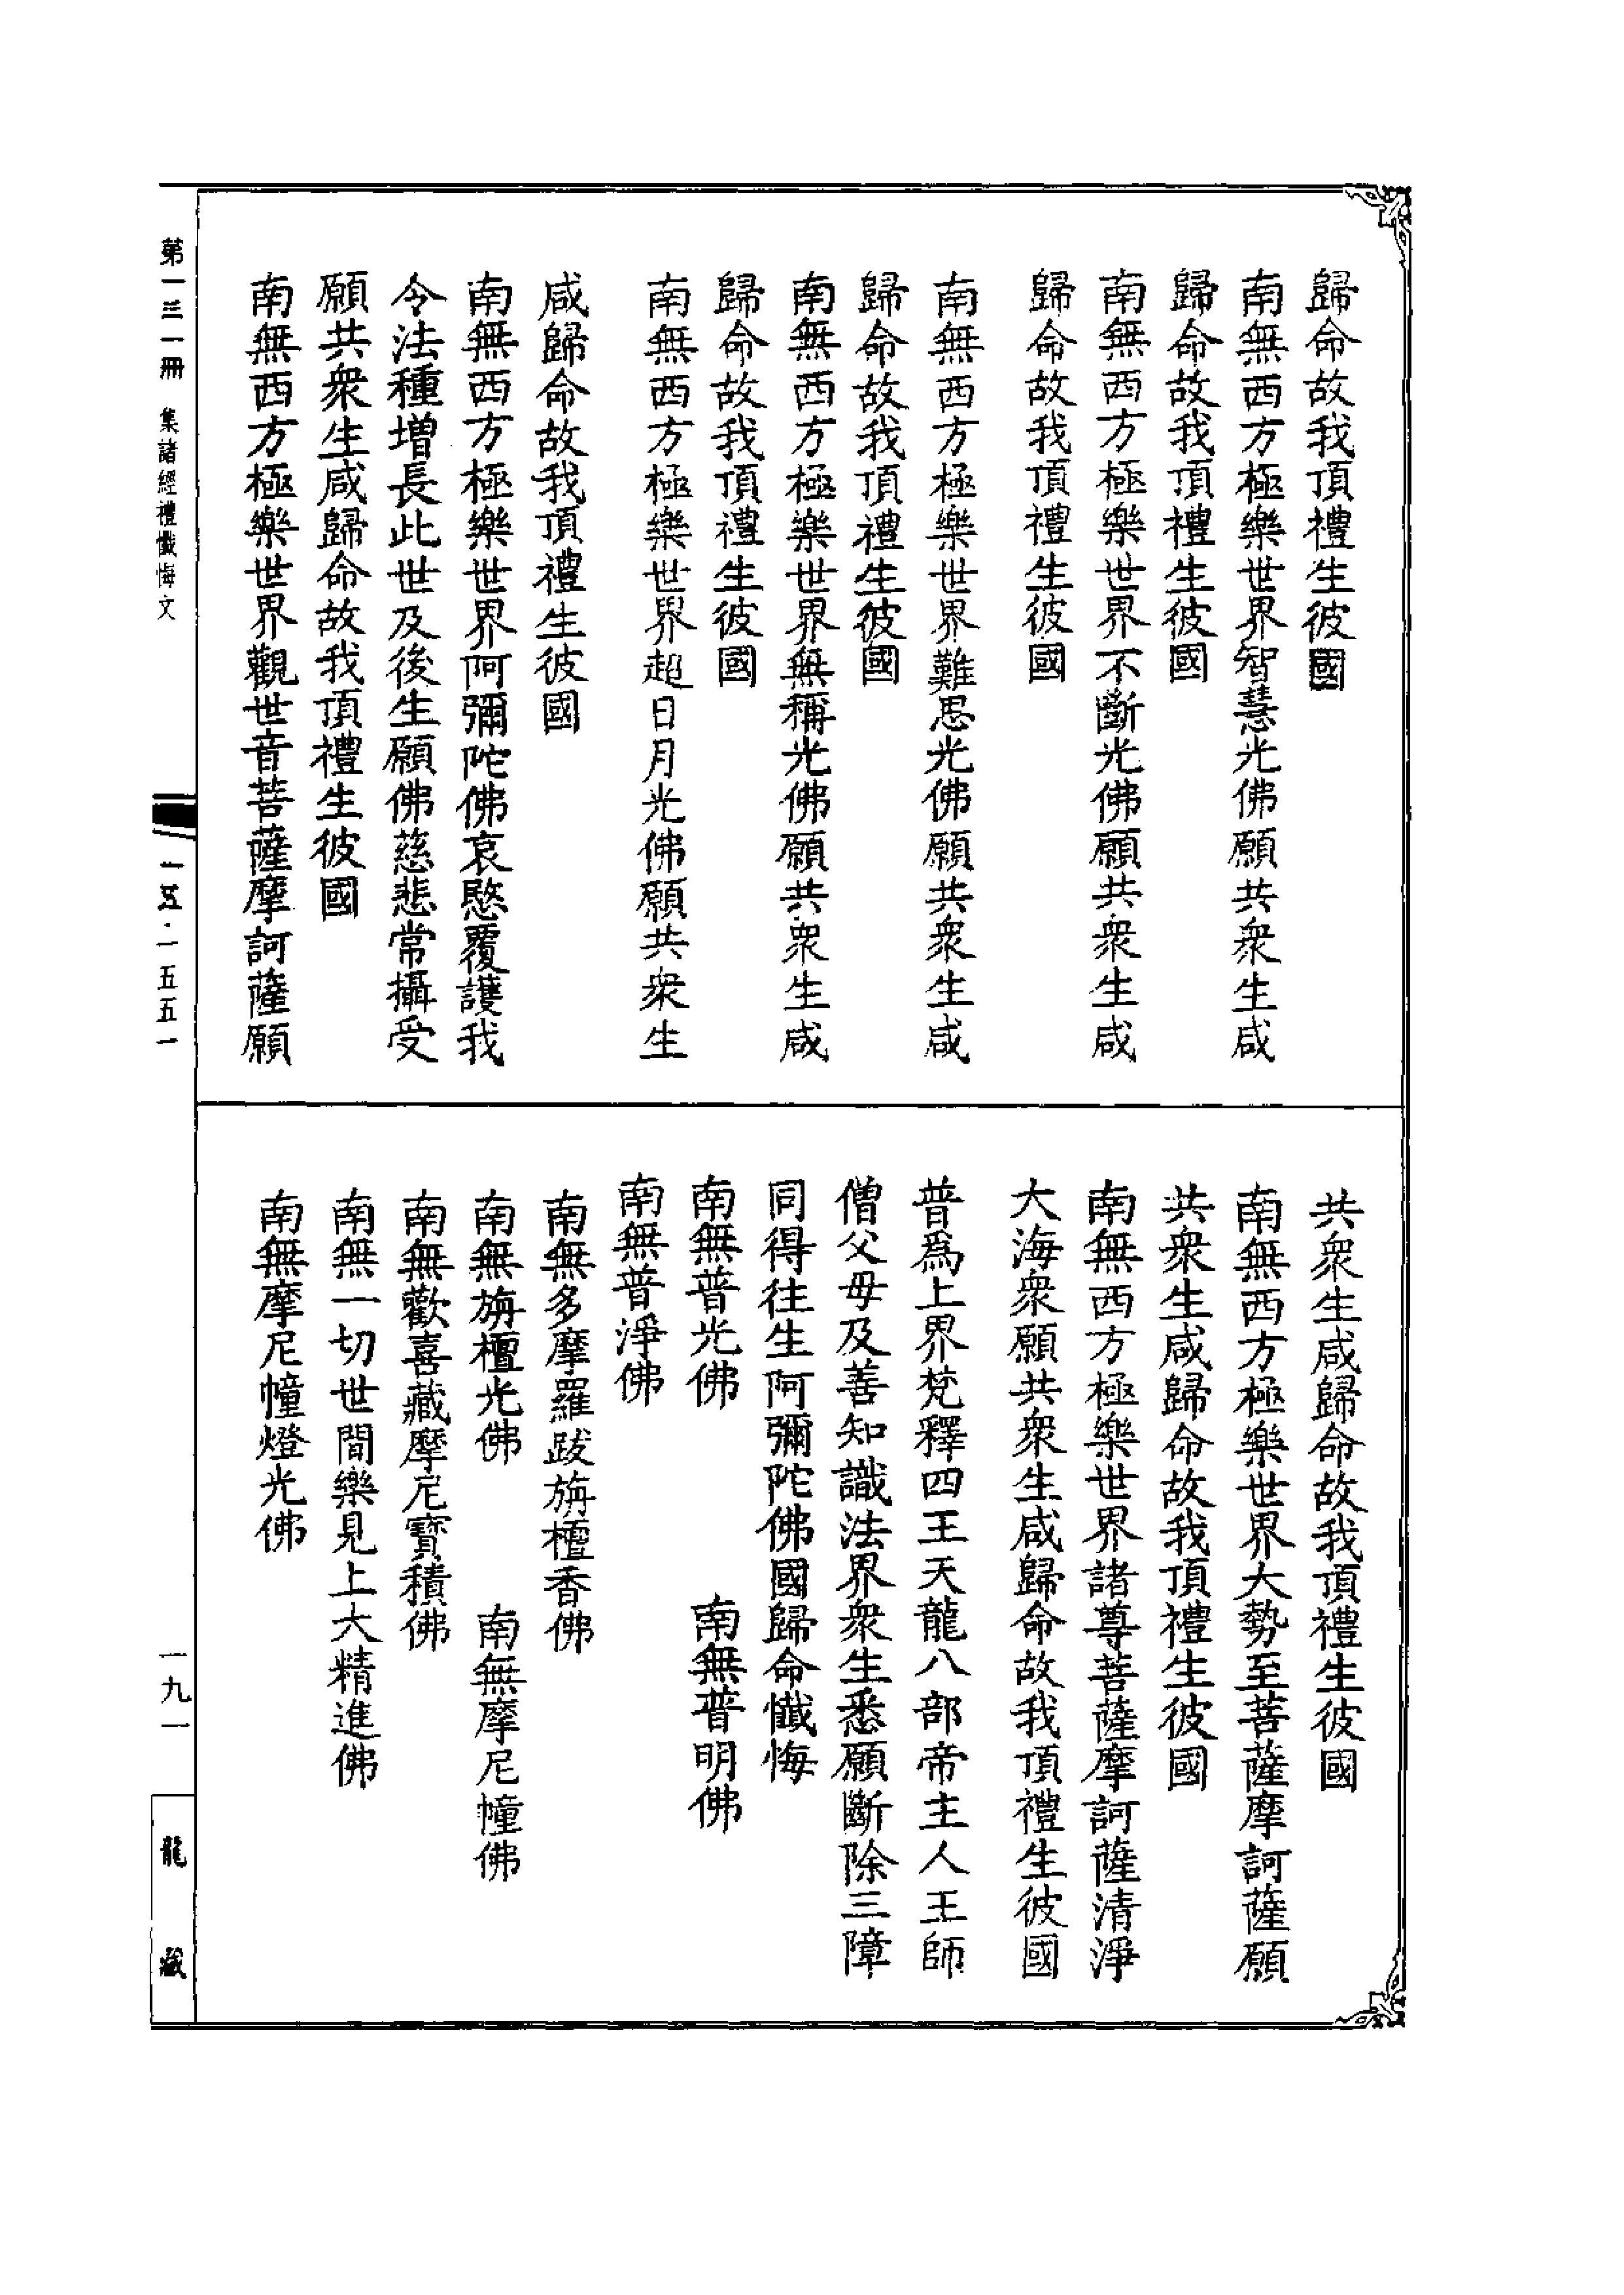 歸命故我頂禮生彼國
南無西方極樂世界智慧光佛願共衆生咸
歸命故我頂禮生彼國
南無西方極樂世界不斷光佛願共衆生咸
歸命故我頂禮生彼國
南無西方極樂世界難思光佛願共衆生咸
歸命故我頂禮生彼國
南無西方極樂世界無稱光佛願共衆生咸
歸命故我頂禮生彼國
南無西方極樂世界超日月光佛願共衆生
咸歸命故我頂禮生彼國
南無西方極樂世界阿彌陀佛哀愍覆護我
令法種增長此世及後生願佛慈悲常攝受
願共衆生咸歸命故我頂禮生彼國
南無西方極樂世界觀世音菩薩摩訶薩願
共衆生咸歸命故我頂禮生彼國
南無西方極樂世界大勢至菩薩摩訶薩願
共衆生咸歸命故我頂禮生彼國
南無西方極樂世界諸尊菩薩摩訶薩清淨
大海衆願共衆生咸歸命故我頂禮生彼國
普爲上界梵釋四王天龍八部帝主人王師
僧父母及善知識法界衆生悉願斷除三障
同得往生阿彌陀佛國歸命懺悔
南無普光佛　南無普明佛
南無普淨佛
南無多摩羅跋旃檀香佛
南無旃檀光佛　南無摩尼幢佛
南無歡喜藏摩尼寶積佛
南無一切世間樂見上大精進佛
南無摩尼幢燈光佛
第一三一冊　集諸經禮懺悔文
一五·一五五一
一九一
龍藏